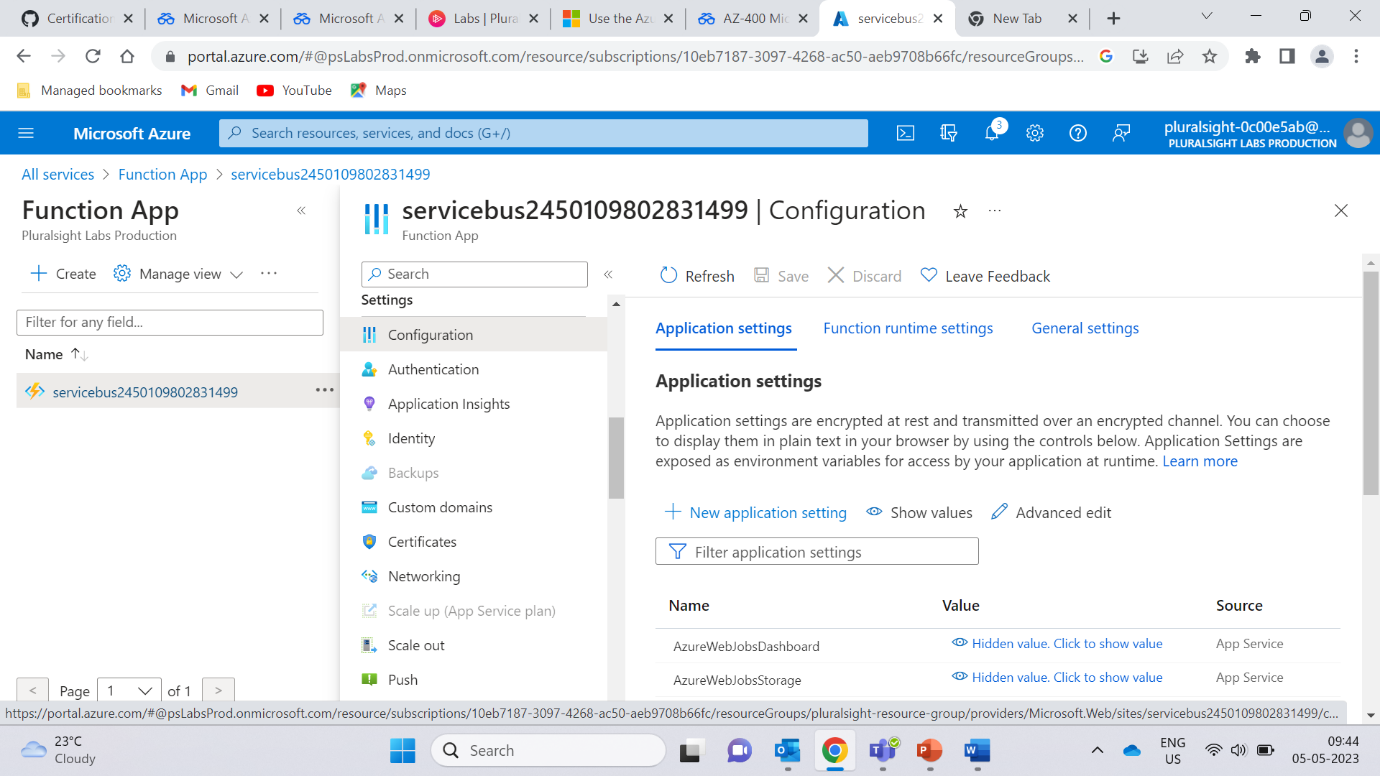 Certification
Microsoft A
Microsoft A
Labs | Plura
Use the Az
AZ-400 Mic
servicebus2
New Tab
portal.azure.com/#@psLabsProd.onmicrosoft.com/resource/subscriptions/10eb7187-3097-4268-ac50-aeb9708b66fc/resourceGroups...
Managed bookmarks
Gmail
YouTube
Maps
Microsoft Azure
Search resources, services, and docs (G+/)
3
pluralsight-0c00e5ab@...
PLURALSIGHT LABS PRODUCTION
All services > Function App > servicebus2450109802831499
Function App
Pluralsight Labs Production
Create
Manage view
Filter for any field...
Name
servicebus2450109802831499
< Page 1 of 1 >
servicebus2450109802831499 | Configuration
Function App
Search
Settings
Configuration
Authentication
Application Insights
Identity
Backups
Custom domains
Certificates
Networking
Scale up (App Service plan)
Scale out
Push
Refresh
Save
Discard
Leave Feedback
Application settings
Function runtime settings
General settings
Application settings
Application settings are encrypted at rest and transmitted over an encrypted channel. You can choose
to display them in plain text in your browser by using the controls below. Application Settings are
exposed as environment variables for access by your application at runtime. Learn more
New application setting
Show values
Advanced edit
Filter application settings
Name Value Source
AzureWebJobsDashboard Hidden value. Click to show value App Service
AzureWebJobsStorage Hidden value. Click to show value App Service
https://portal.azure.com/#@psLabsProd.onmicrosoft.com/resource/subscriptions/10eb7187-3097-4268-ac50-aeb9708b66fc/resourceGroups/pluralsight-resource-group/providers/Microsoft.Web/sites/servicebus2450109802831499/c...
23°C
Cloudy
Search
ENG
US
09:44
05-05-2023